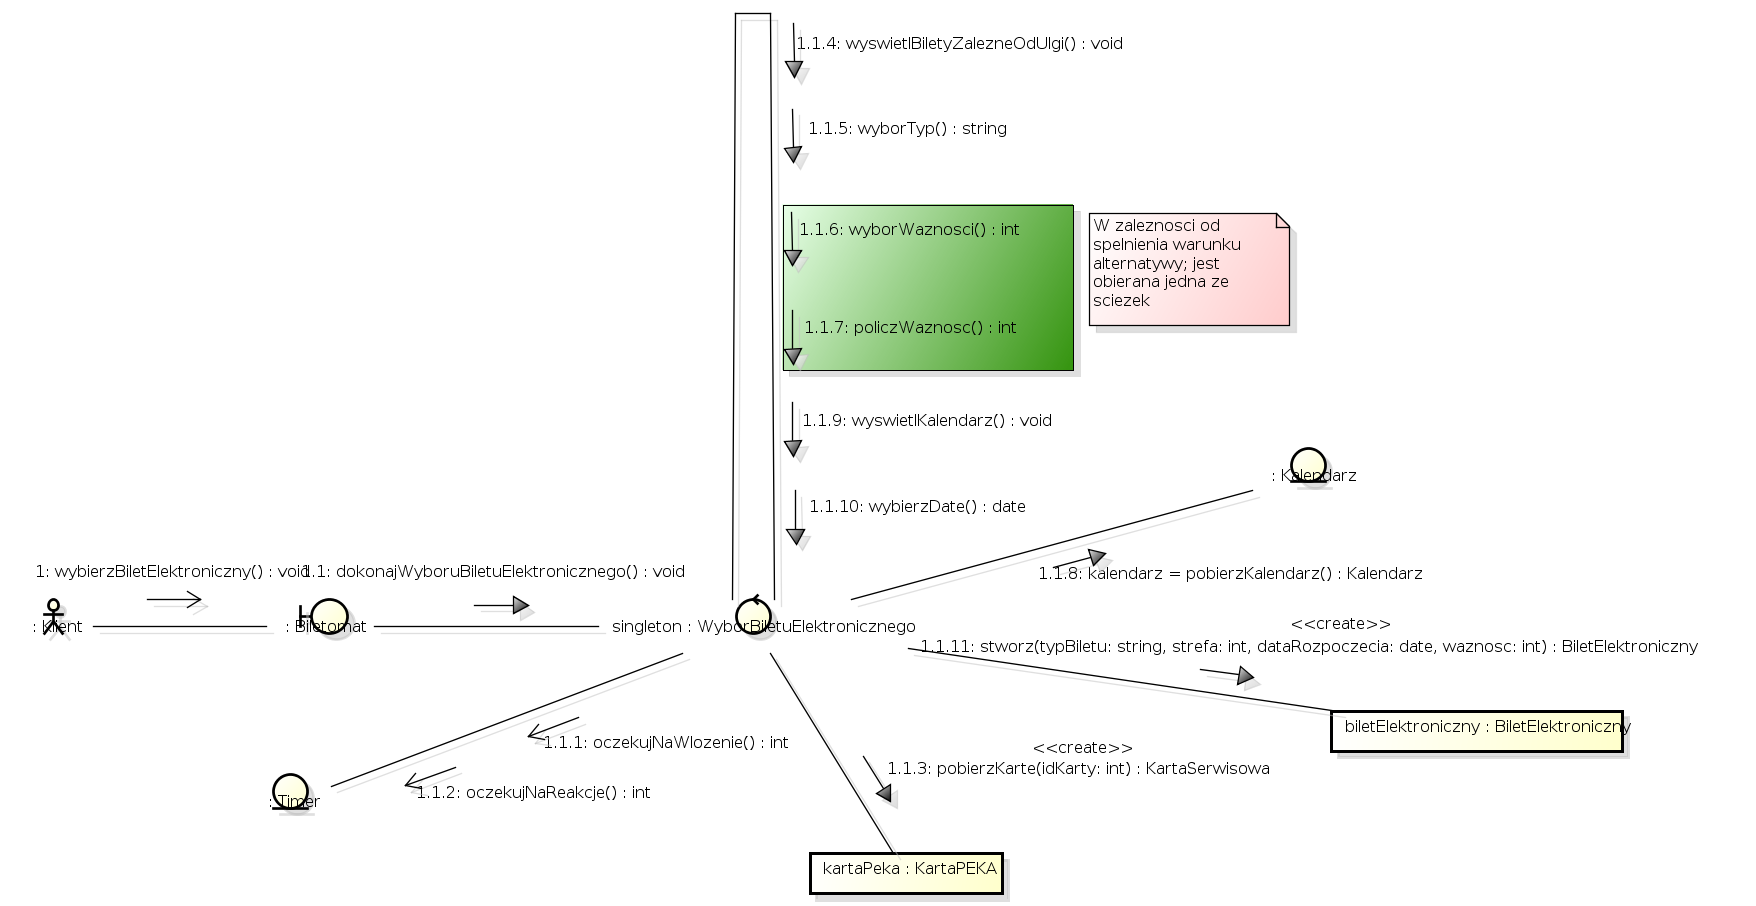 1.1.4: wyswietlBiletyZalezneOdUlgi() : void
1.1.5: wyborTyp() : string
1.1.6: wyborWaznosci() : int
W zaleznosci od
spelnienia warunku
alternatywy; jest
obierana jedna ze
sciezek
1.1.7: policzWaznosc() : int
1.1.9: wyswietlKalendarz() : void
: Kalendarz
1.1.10: wybierzDate() : date
1: wybierzBiletElektroniczny() : void
1.1: dokonajWyboruBiletuElektronicznego() : void
1.1.8: kalendarz = pobierzKalendarz() : Kalendarz
: Klient
: Biletomat
singleton : WyborBiletuElektronicznego
<<create>>
1.1.11: stworz(typBiletu: string, strefa: int, dataRozpoczecia: date, waznosc: int) : BiletElektroniczny
biletElektroniczny : BiletElektroniczny
1.1.1: oczekujNaWlozenie() : int
<<create>>
1.1.3: pobierzKarte(idKarty: int) : KartaSerwisowa
1.1.2: oczekujNaReakcje() : int
: Timer
kartaPeka : KartaPEKA